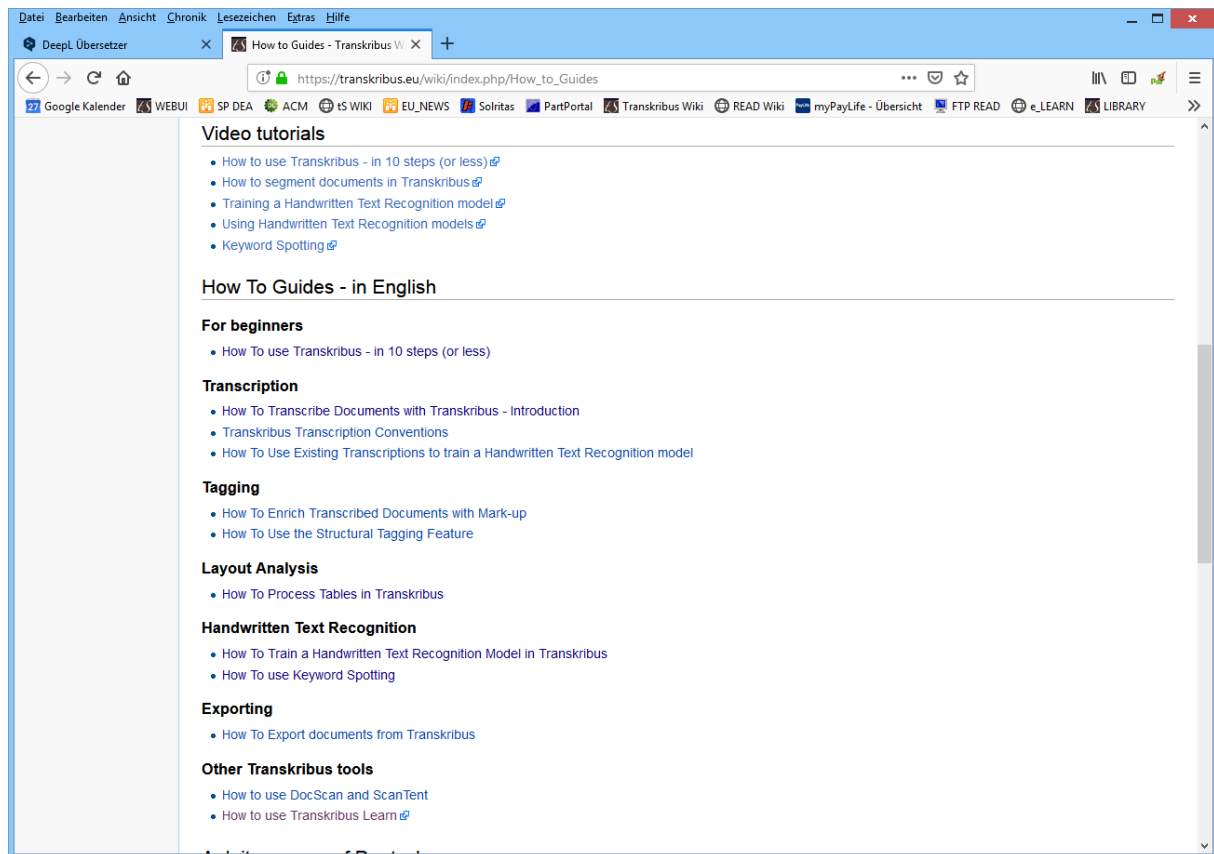 Datei Bearbeiten Ansicht Chronik Lesezeichen Extras Hilfe
DeepL Übersetzer
How to Guides - Transkribus W
https://transkribus.eu/wiki/index.php/How_to_Guides
27 Google Kalender WEBUI SP DEA ACM tS WIKI EU_NEWS Solritas PartPortal Transkribus Wiki READ Wiki myPayLife - Übersicht FTP READ e_LEARN LIBRARY
Video tutorials
• How to use Transkribus - in 10 steps (or less)
• How to segment documents in Transkribus
• Training a Handwritten Text Recognition model
• Using Handwritten Text Recognition models
• Keyword Spotting
How To Guides - in English
For beginners
• How To use Transkribus - in 10 steps (or less)
Transcription
• How To Transcribe Documents with Transkribus - Introduction
• Transkribus Transcription Conventions
• How To Use Existing Transcriptions to train a Handwritten Text Recognition model
Tagging
• How To Enrich Transcribed Documents with Mark-up
• How To Use the Structural Tagging Feature
Layout Analysis
• How To Process Tables in Transkribus
Handwritten Text Recognition
• How To Train a Handwritten Text Recognition Model in Transkribus
• How To use Keyword Spotting
Exporting
• How To Export documents from Transkribus
Other Transkribus tools
• How to use DocScan and ScanTent
• How to use Transkribus Learn